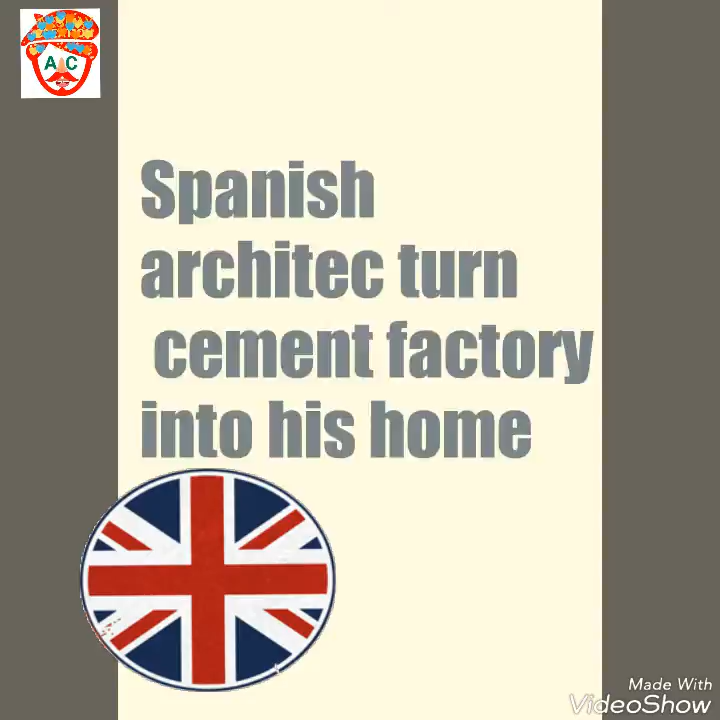 A C
Spanish
architec turn
cement factory
into his home
Made With
VideoShow